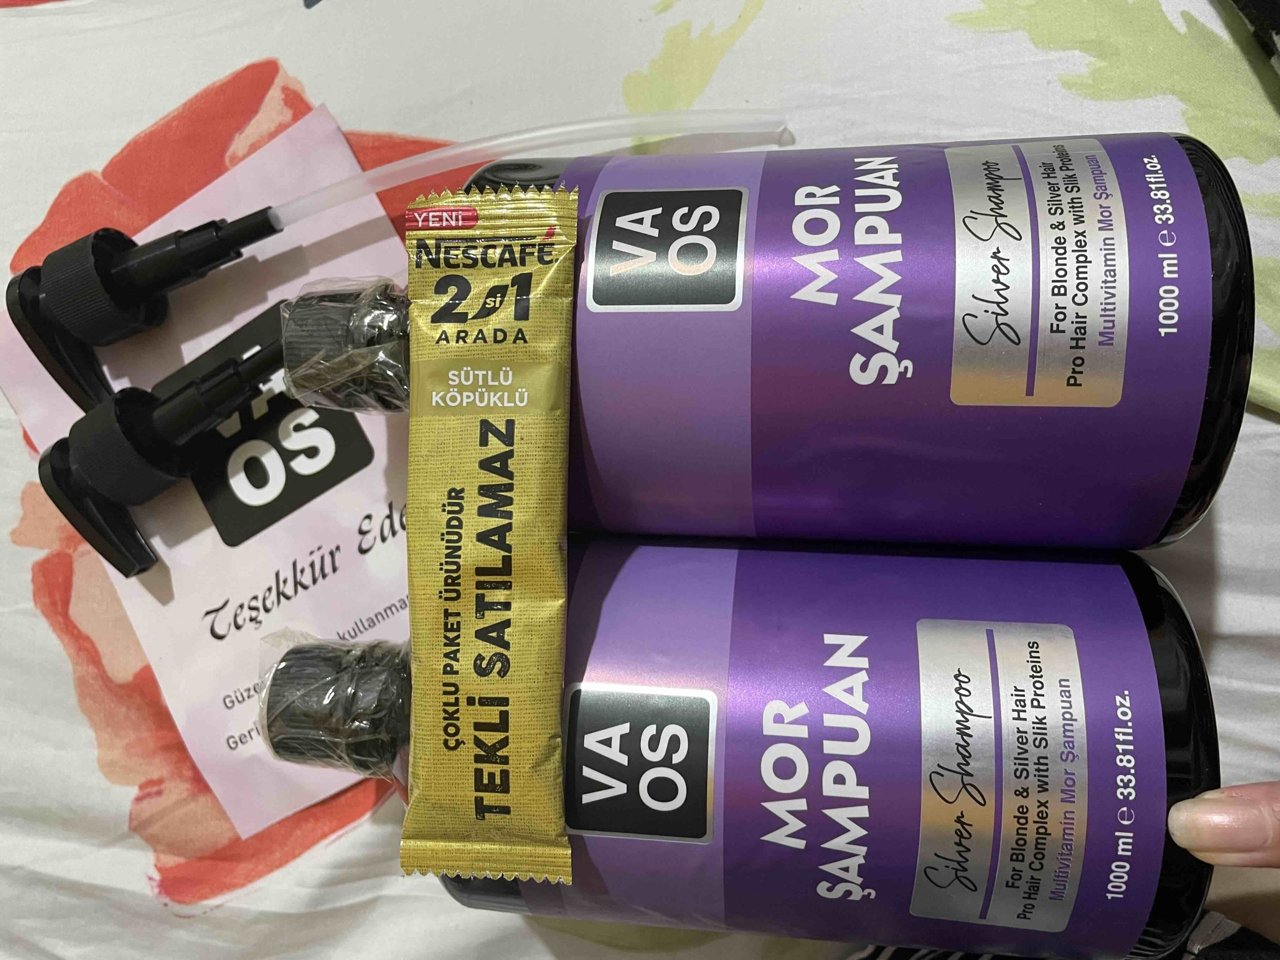 YENİ
NESCAFÉ
2si1
ARADA
SÜTLÜ
KÖPÜKLÜ
ÇOKLU PAKET ÜRÜNÜDÜR
TEKLİ SATILAMAZ
VA
OS
MOR
ŞAMPUAN
Silver Shampoo
For Blonde & Silver Hair
Pro Hair Complex with Silk Proteins
Multivitamin Mor Şampuan
1000 ml e 33.81fl.oz.
VA
OS
MOR
ŞAMPUAN
Silver Shampoo
For Blonde & Silver Hair
Pro Hair Complex with Silk Proteins
Multivitamin Mor Şampuan
1000 ml e 33.81fl.oz.
OS
Teşekkür